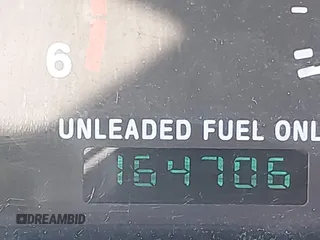 6
UNLEADED FUEL ONL
164706
DREAMBID